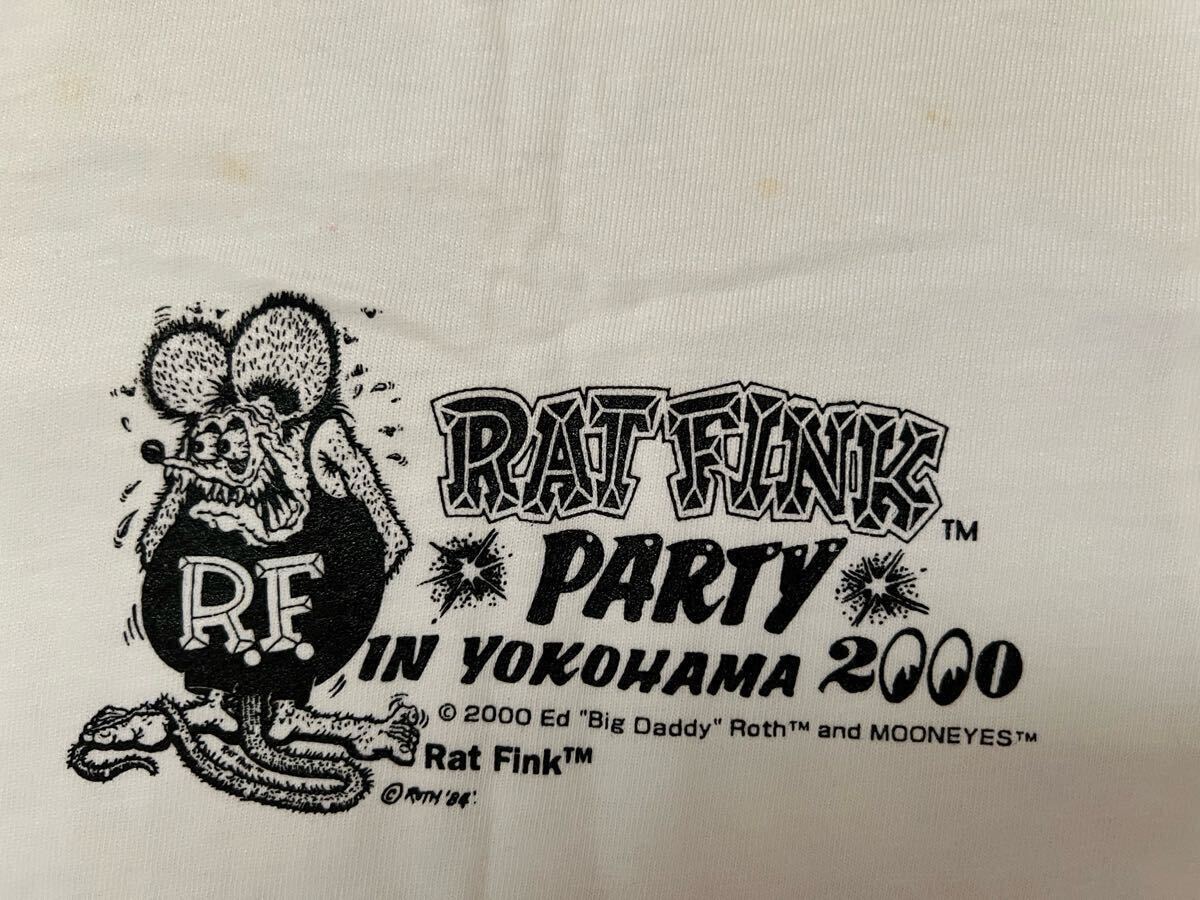 R.F.
RAT FINK™
PARTY
IN YOKOHAMA 2000
© 2000 Ed "Big Daddy" Roth™ and MOONEYES™
Rat Fink™
© ROTH '84.